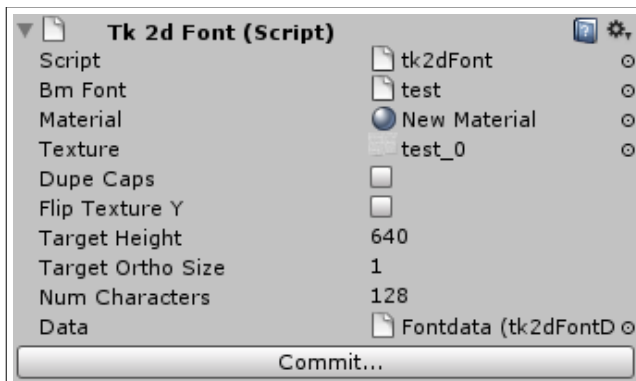 Tk 2d Font (Script)
Script tk2dFont
Bm Font test
Material New Material
Texture test_0
Dupe Caps
Flip Texture Y
Target Height 640
Target Ortho Size 1
Num Characters 128
Data Fontdata (tk2dFontD
Commit...